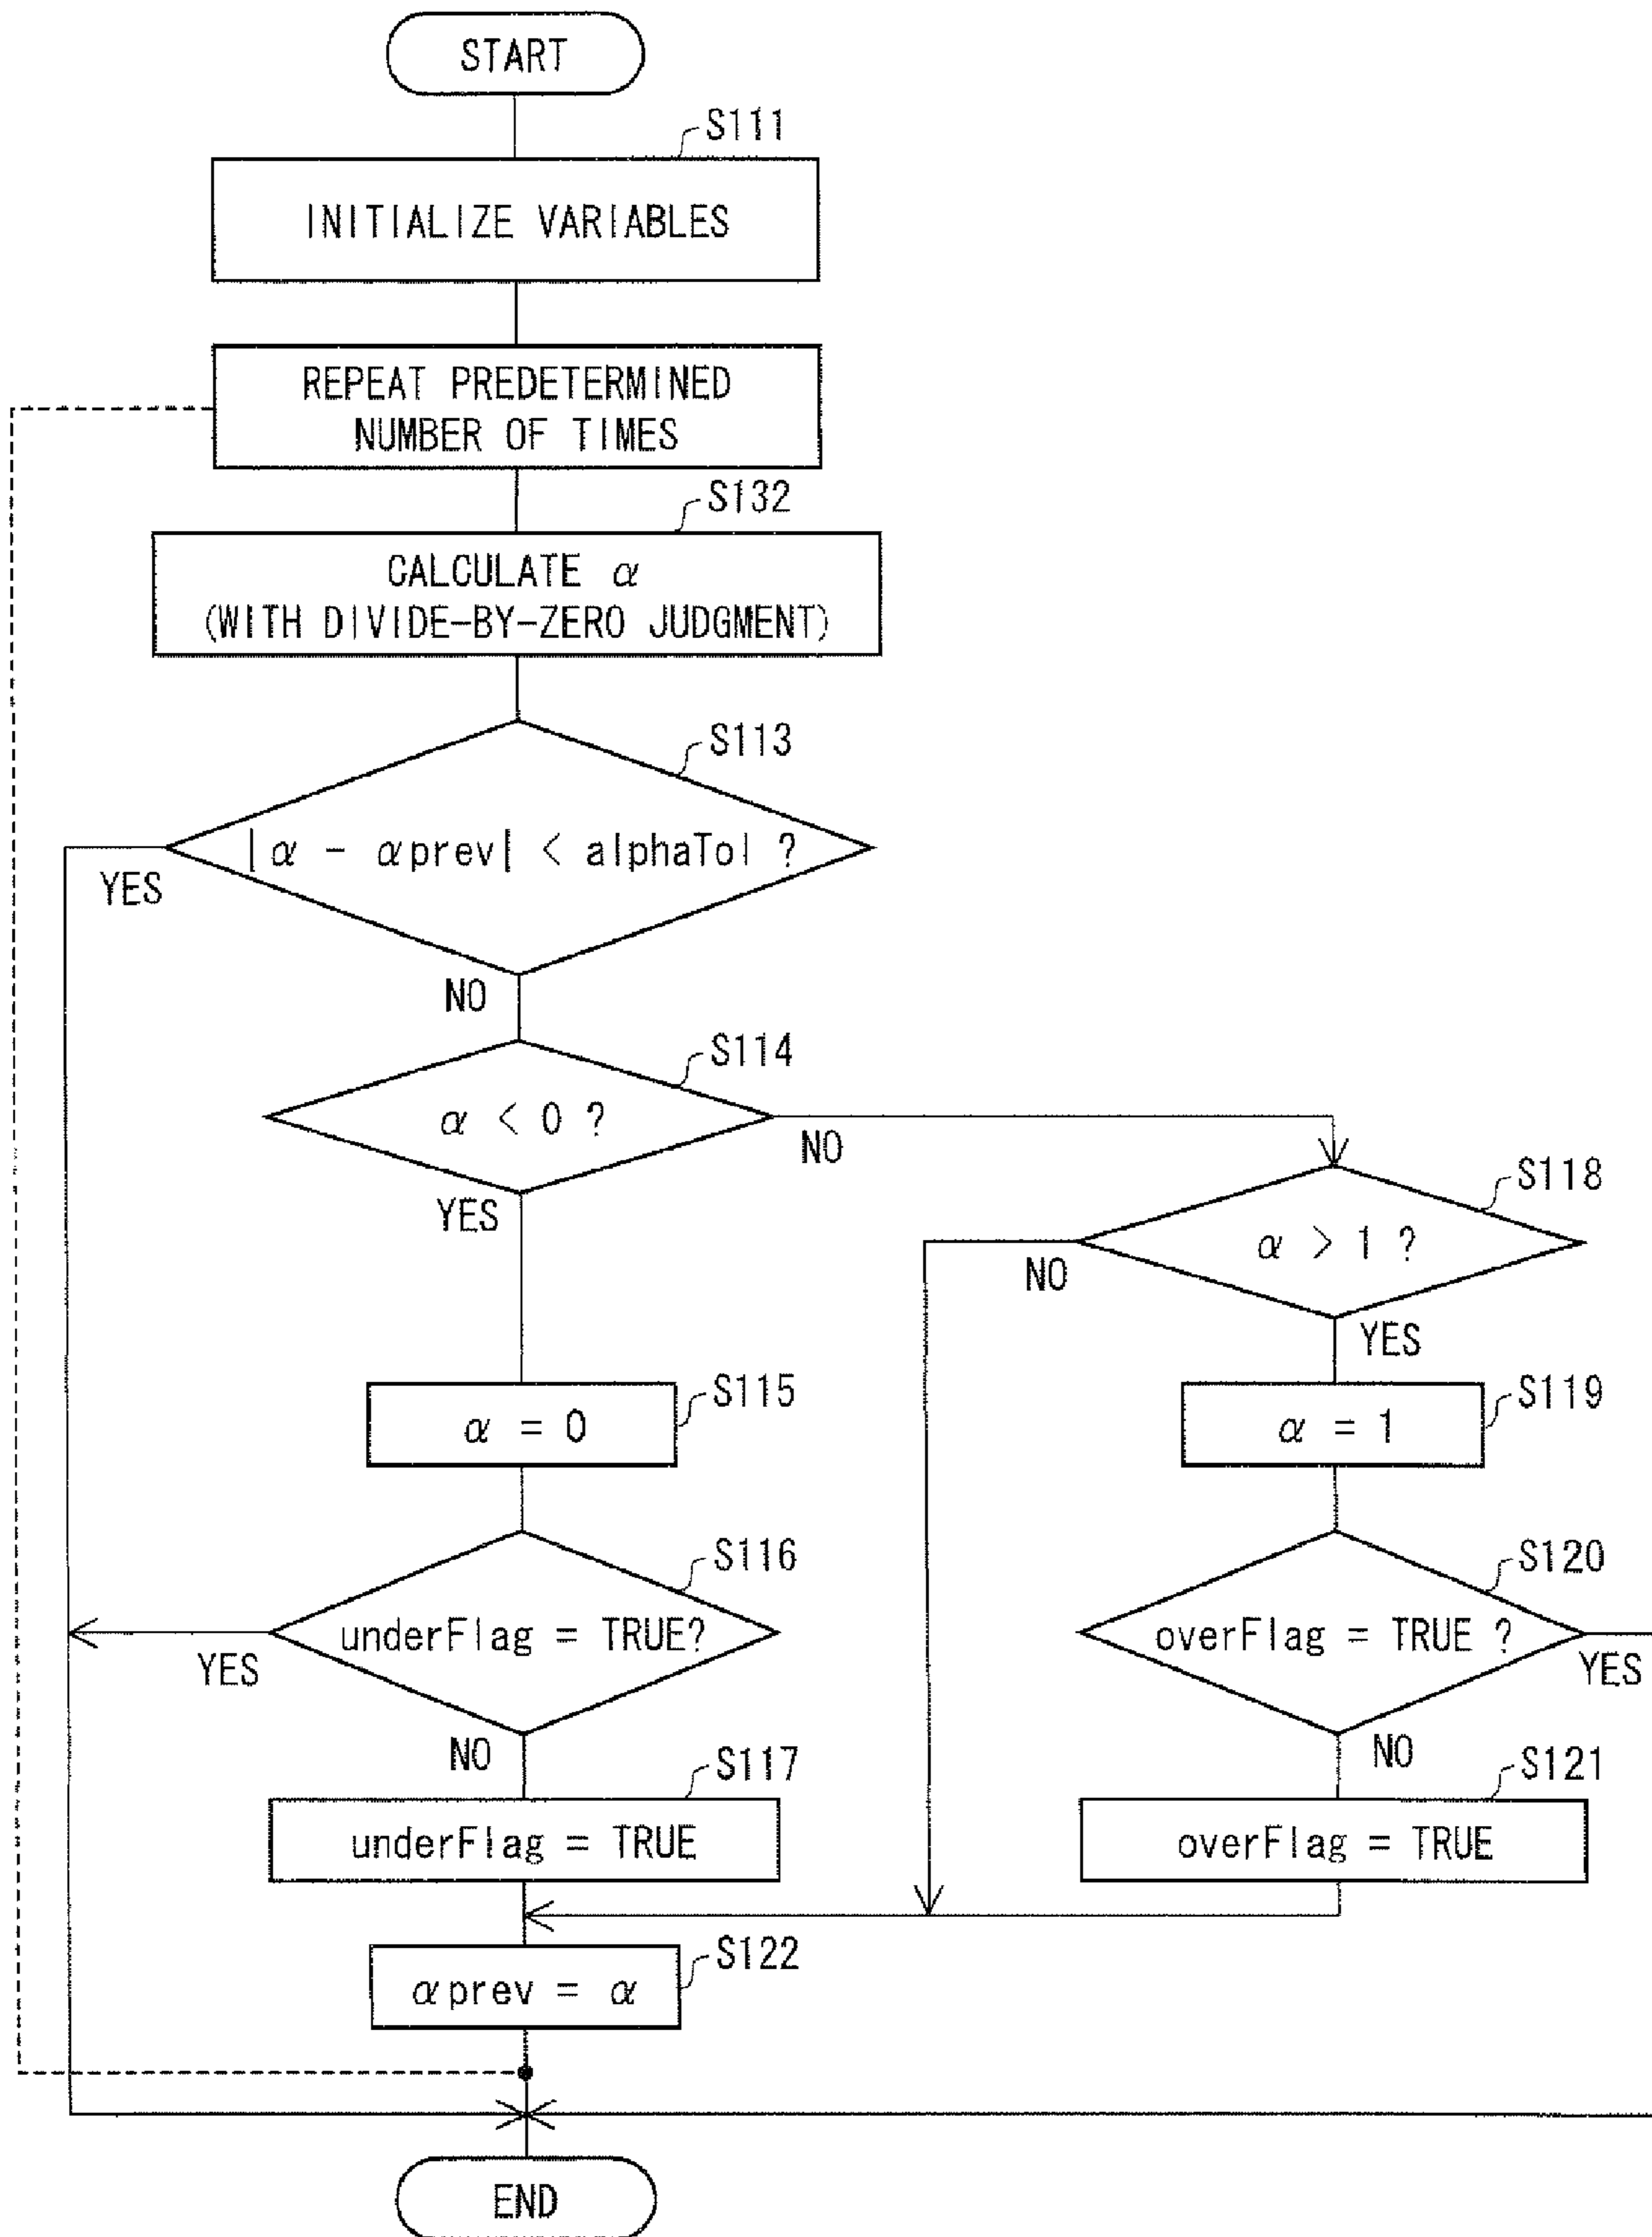 START
S111
INITIALIZE VARIABLES
REPEAT PREDETERMINED
NUMBER OF TIMES
S132
CALCULATE α
(WITH DIVIDE-BY-ZERO JUDGMENT)
S113
|α - αprev| < alphaTol ?
YES
NO
S114
α < 0 ?
NO
YES
S118
α > 1 ?
NO
YES
S115
α = 0
S119
α = 1
S116
underFlag = TRUE?
YES
NO
S120
overFlag = TRUE ?
YES
NO
S117
underFlag = TRUE
S121
overFlag = TRUE
S122
αprev = α
END